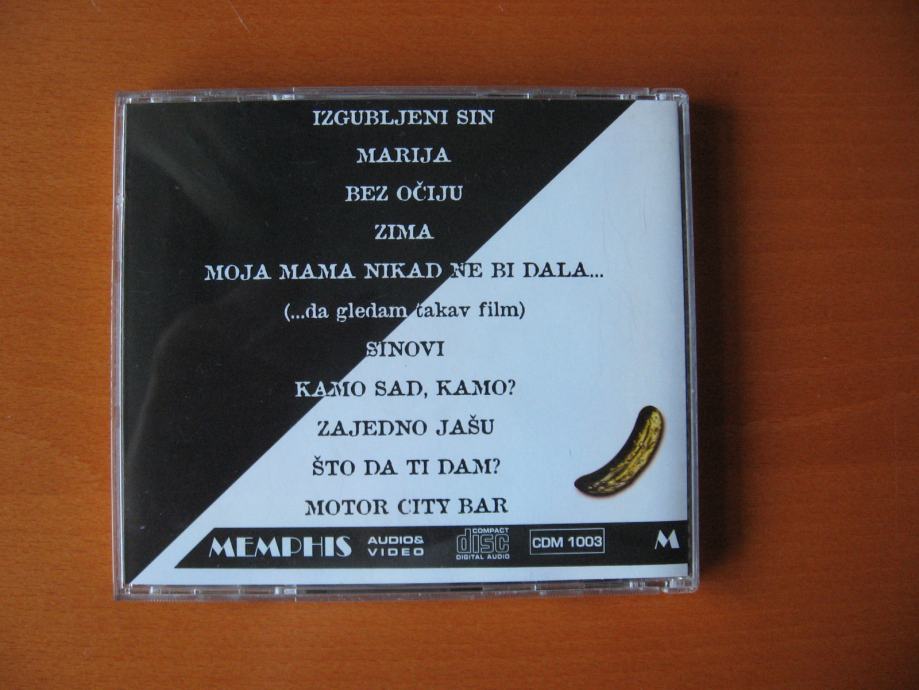 IZGUBLJENI SIN
MARIJA
BEZ OČIJU
ZIMA
MOJA MAMA NIKAD NE BI DALA...
(...da gledam takav film)
SINOVI
KAMO SAD, KAMO?
ZAJEDNO JAŠU
ŠTO DA TI DAM?
MOTOR CITY BAR
MEMPHIS AUDIO& VIDEO COMPACT disc DIGITAL AUDIO CDM 1003 M